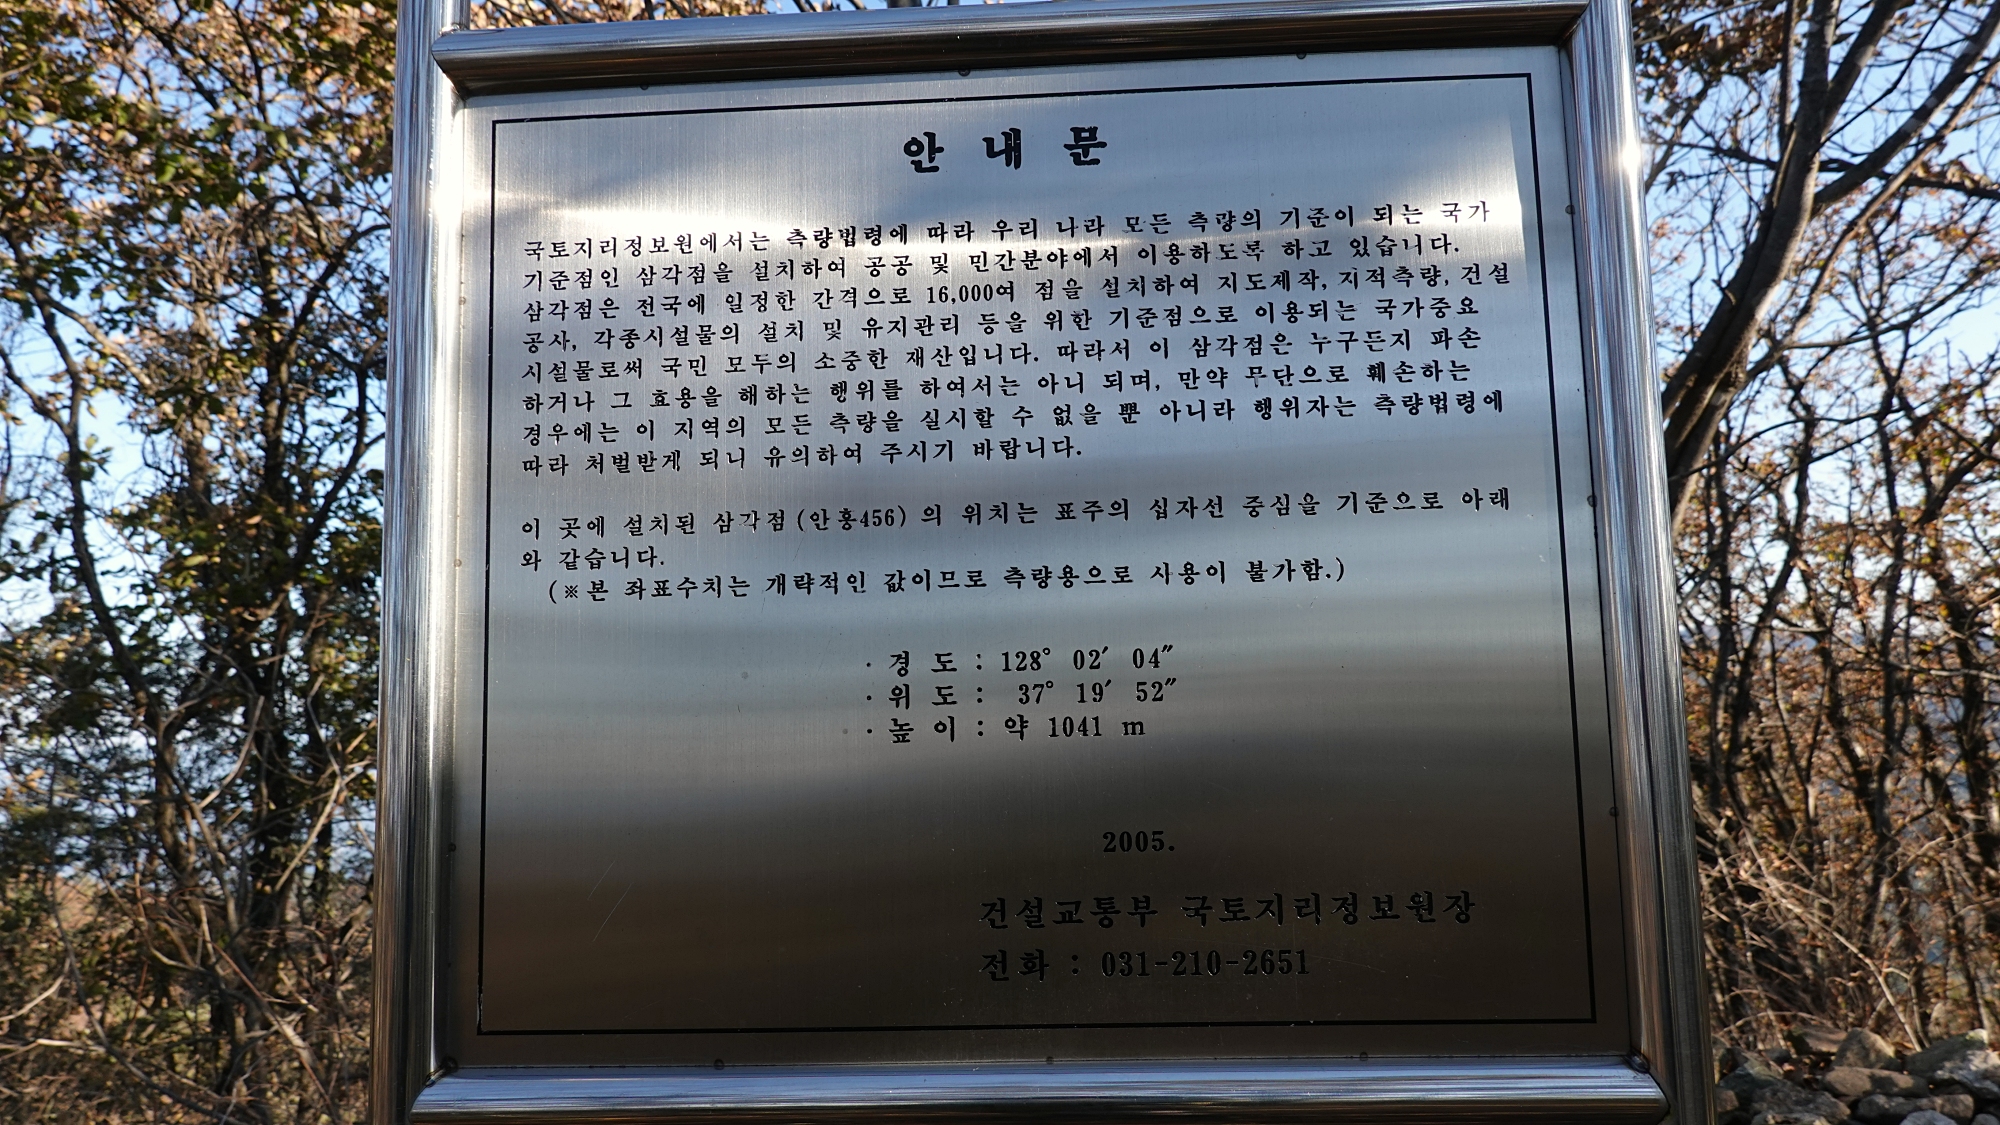 안 내 문
국토지리정보원에서는 측량법령에 따라 우리 나라 모든 측량의 기준이 되는 국가
기준점인 삼각점을 설치하여 공공 및 민간분야에서 이용하도록 하고 있습니다.
삼각점은 전국에 일정한 간격으로 16,000여 점을 설치하여 지도제작, 지적측량, 건설
공사, 각종시설물의 설치 및 유지관리 등을 위한 기준점으로 이용되는 국가중요
시설물로써 국민 모두의 소중한 재산입니다. 따라서 이 삼각점은 누구든지 파손
하거나 그 효용을 해하는 행위를 하여서는 아니 되며, 만약 무단으로 훼손하는
경우에는 이 지역의 모든 측량을 실시할 수 없을 뿐 아니라 행위자는 측량법령에
따라 처벌받게 되니 유의하여 주시기 바랍니다.
이 곳에 설치된 삼각점(안흥456) 의 위치는 표주의 십자선 중심을 기준으로 아래
와 같습니다.
(※본 좌표수치는 개략적인 값이므로 측량용으로 사용이 불가함.)
· 경 도 : 128° 02′ 04″
· 위 도 : 37° 19′ 52″
· 높 이 : 약 1041 m
2005.
건설교통부 국토지리정보원장
전화 : 031-210-2651